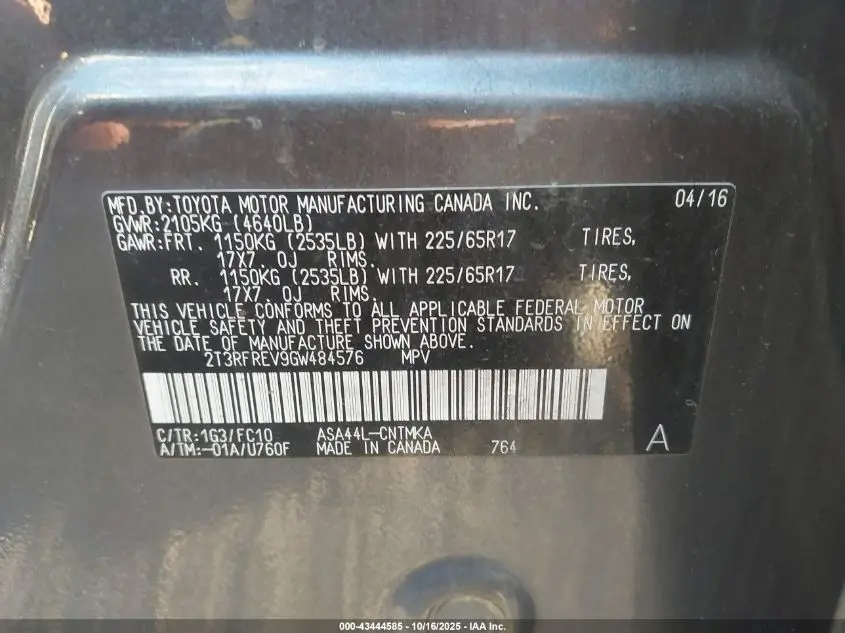 MFD.BY:TOYOTA MOTOR MANUFACTURING CANADA INC. 04/16
GVWR:2105KG (4640LB)
GAWR:FRT. 1150KG (2535LB) WITH 225/65R17 TIRES,
17X7.0J RIMS.
RR. 1150KG (2535LB) WITH 225/65R17 TIRES,
17X7.0J RIMS.
THIS VEHICLE CONFORMS TO ALL APPLICABLE FEDERAL MOTOR
VEHICLE SAFETY AND THEFT PREVENTION STANDARDS IN EFFECT ON
THE DATE OF MANUFACTURE SHOWN ABOVE.
2T3RFREV9GW484576 MPV
C/TR:1G3/FC10 ASA44L-CNTMKA
A/TM:-01A/U760F MADE IN CANADA 764 A
000-43444585 - 10/16/2025 - IAA Inc.